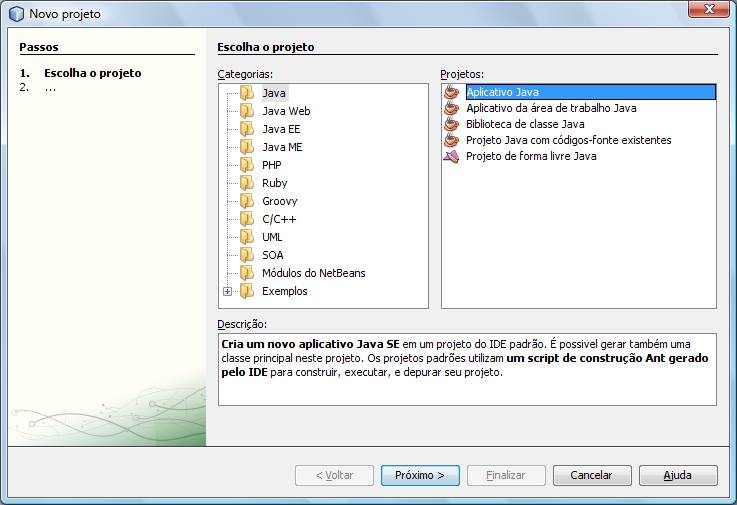 Novo projeto
Passos
1. Escolha o projeto
2. ...
Escolha o projeto
Categorias:
Java
Java Web
Java EE
Java ME
PHP
Ruby
Groovy
C/C++
UML
SOA
Módulos do NetBeans
Exemplos
Projetos:
Aplicativo Java
Aplicativo da área de trabalho Java
Biblioteca de classe Java
Projeto Java com códigos-fonte existentes
Projeto de forma livre Java
Descrição:
Cria um novo aplicativo Java SE em um projeto do IDE padrão. É possivel gerar também uma
classe principal neste projeto. Os projetos padrões utilizam um script de construção Ant gerado
pelo IDE para construir, executar, e depurar seu projeto.
< Voltar
Próximo >
Finalizar
Cancelar
Ajuda